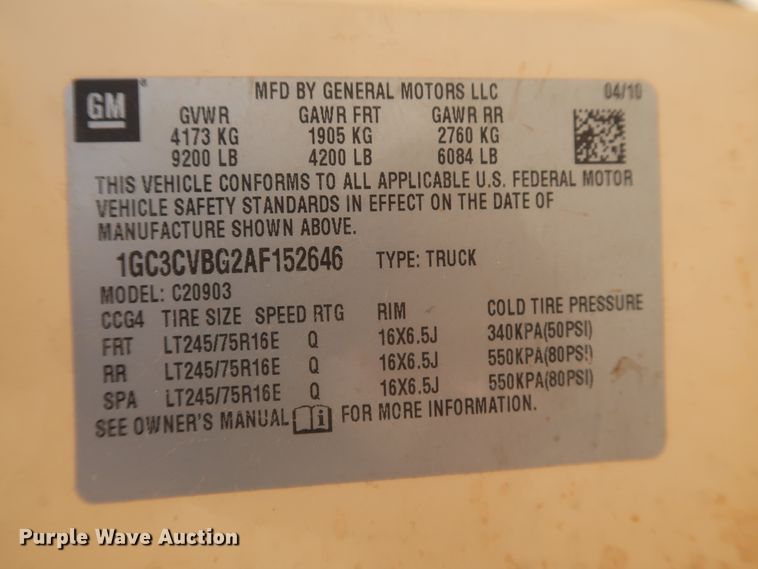 GM
MFD BY GENERAL MOTORS LLC 04/10
GVWR GAWR FRT GAWR RR
4173 KG 1905 KG 2760 KG
9200 LB 4200 LB 6084 LB
THIS VEHICLE CONFORMS TO ALL APPLICABLE U.S. FEDERAL MOTOR
VEHICLE SAFETY STANDARDS IN EFFECT ON THE DATE OF
MANUFACTURE SHOWN ABOVE.
1GC3CVBG2AF152646 TYPE: TRUCK
MODEL: C20903
CCG4 TIRE SIZE SPEED RTG RIM COLD TIRE PRESSURE
FRT LT245/75R16E Q 16X6.5J 340KPA(50PSI)
RR LT245/75R16E Q 16X6.5J 550KPA(80PSI)
SPA LT245/75R16E Q 16X6.5J 550KPA(80PSI)
SEE OWNER'S MANUAL i FOR MORE INFORMATION.
Purple Wave Auction